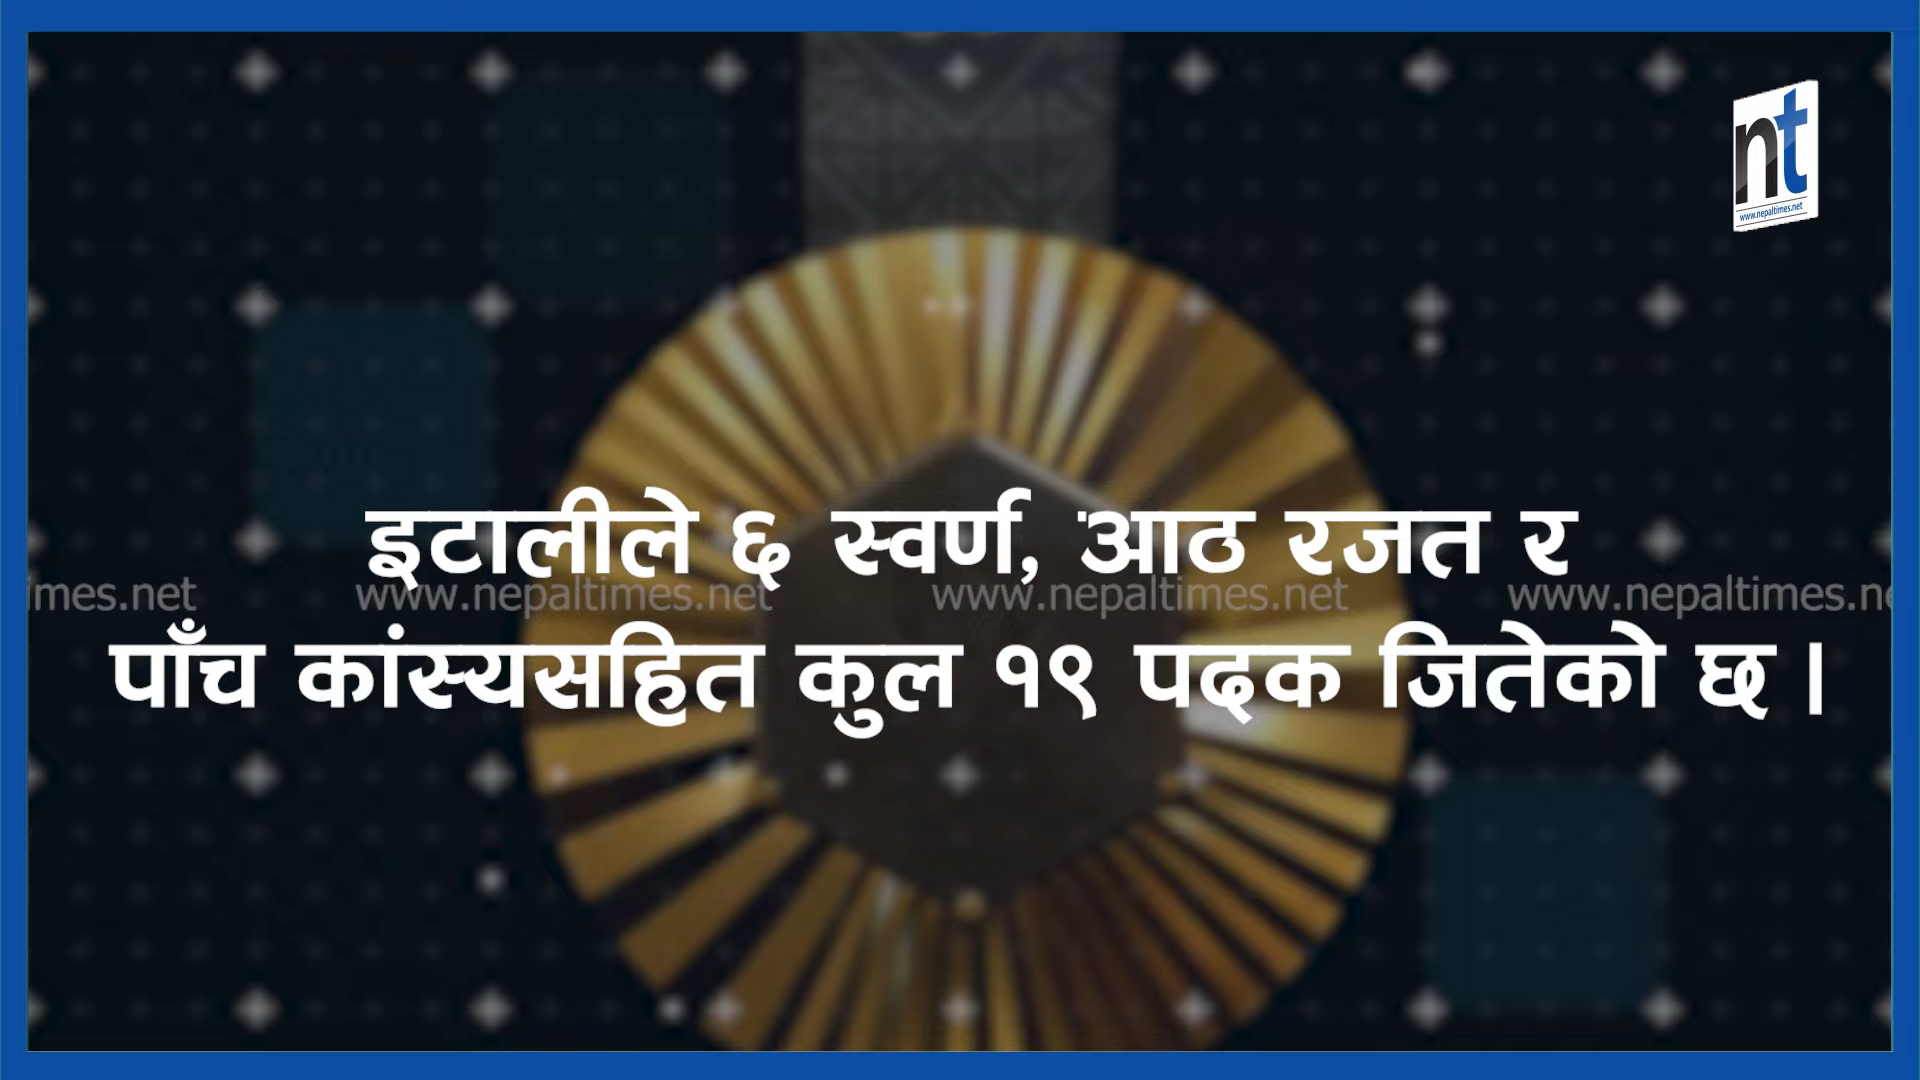 nt
www.nepaltimes.net
इटालीले ६ स्वर्ण, आठ रजत र
imes.net www.nepaltimes.net www.nepaltimes.net www.nepaltimes.ne
पाँच कांस्यसहित कुल १९ पदक जितेको छ ।